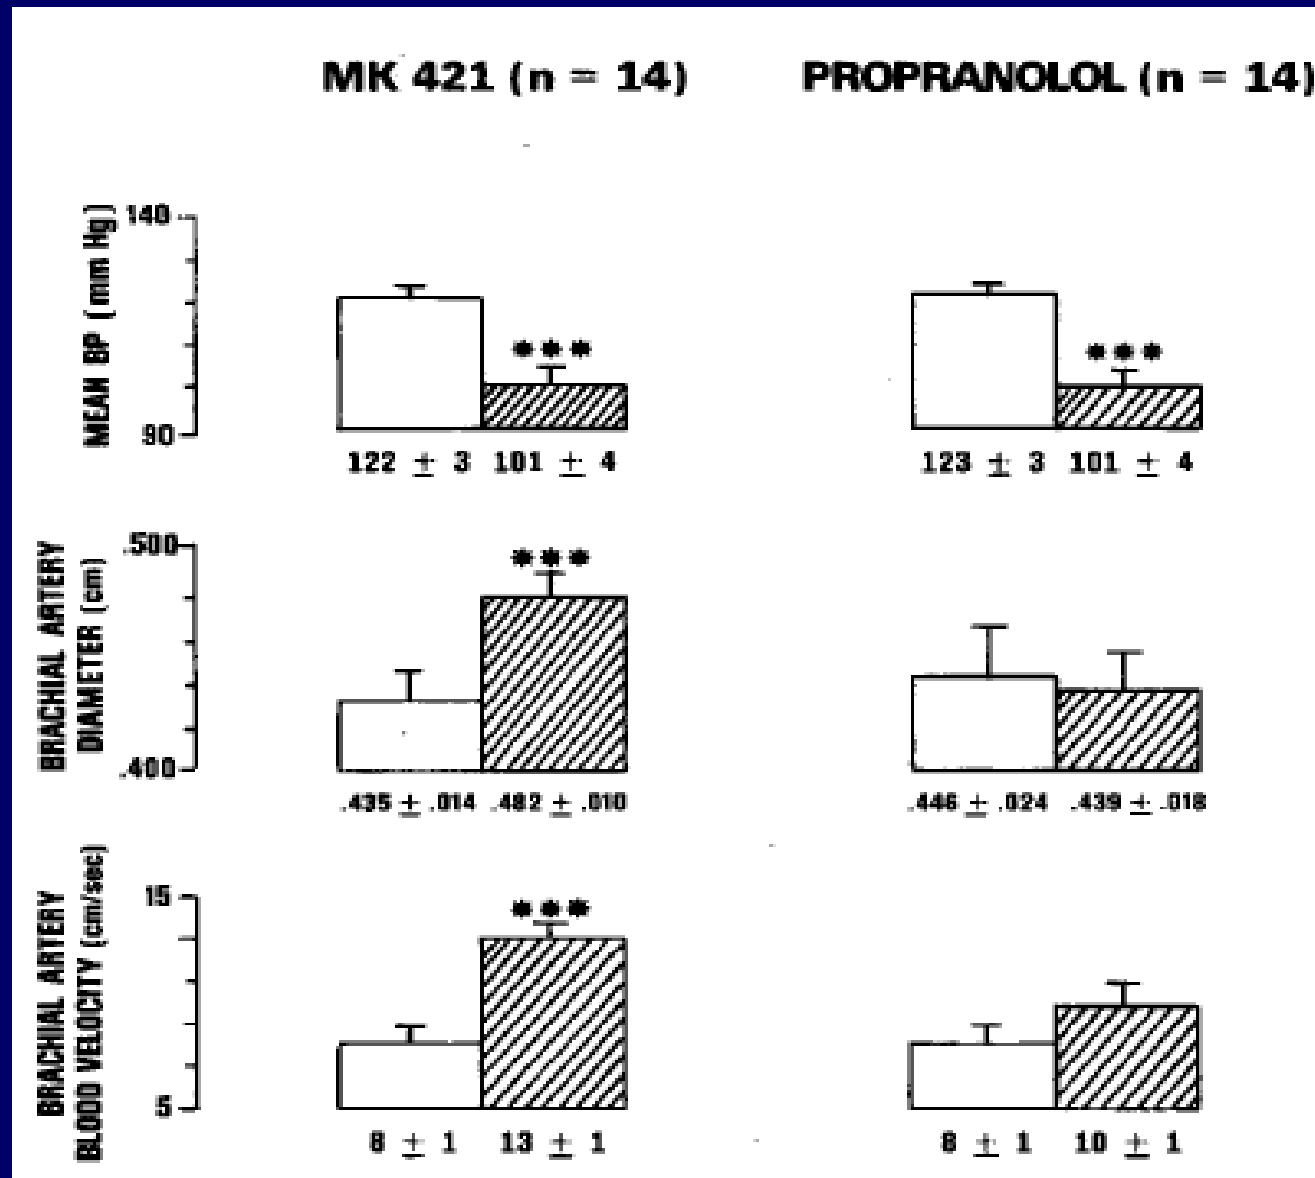 MK 421 (n = 14)
PROPRANOLOL (n = 14)
MEAN BP (mm Hg)
140
90
***
***
122 ± 3 101 ± 4
123 ± 3 101 ± 4
BRACHIAL ARTERY
DIAMETER (cm)
.500
.400
***
.435 ± .014 .482 ± .010
.446 ± .024 .439 ± .018
BRACHIAL ARTERY
BLOOD VELOCITY (cm/sec)
15
5
***
8 ± 1 13 ± 1
8 ± 1 10 ± 1